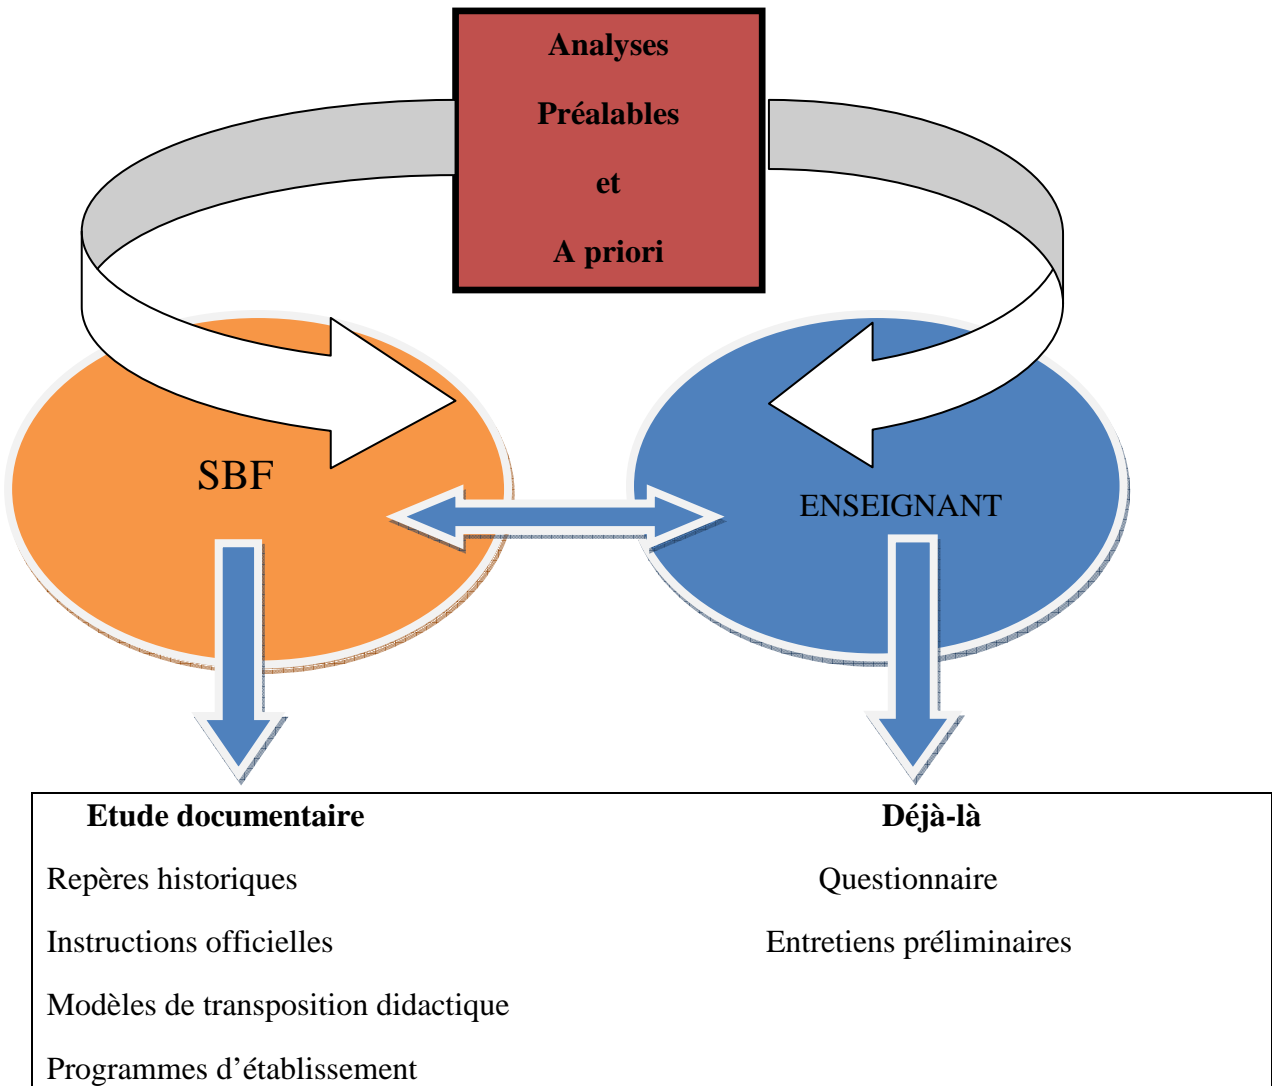 Analyses
Préalables
et
A priori
SBF
ENSEIGNANT
Etude documentaire
Déjà-là
Repères historiques
Questionnaire
Instructions officielles
Entretiens préliminaires
Modèles de transposition didactique
Programmes d’établissement